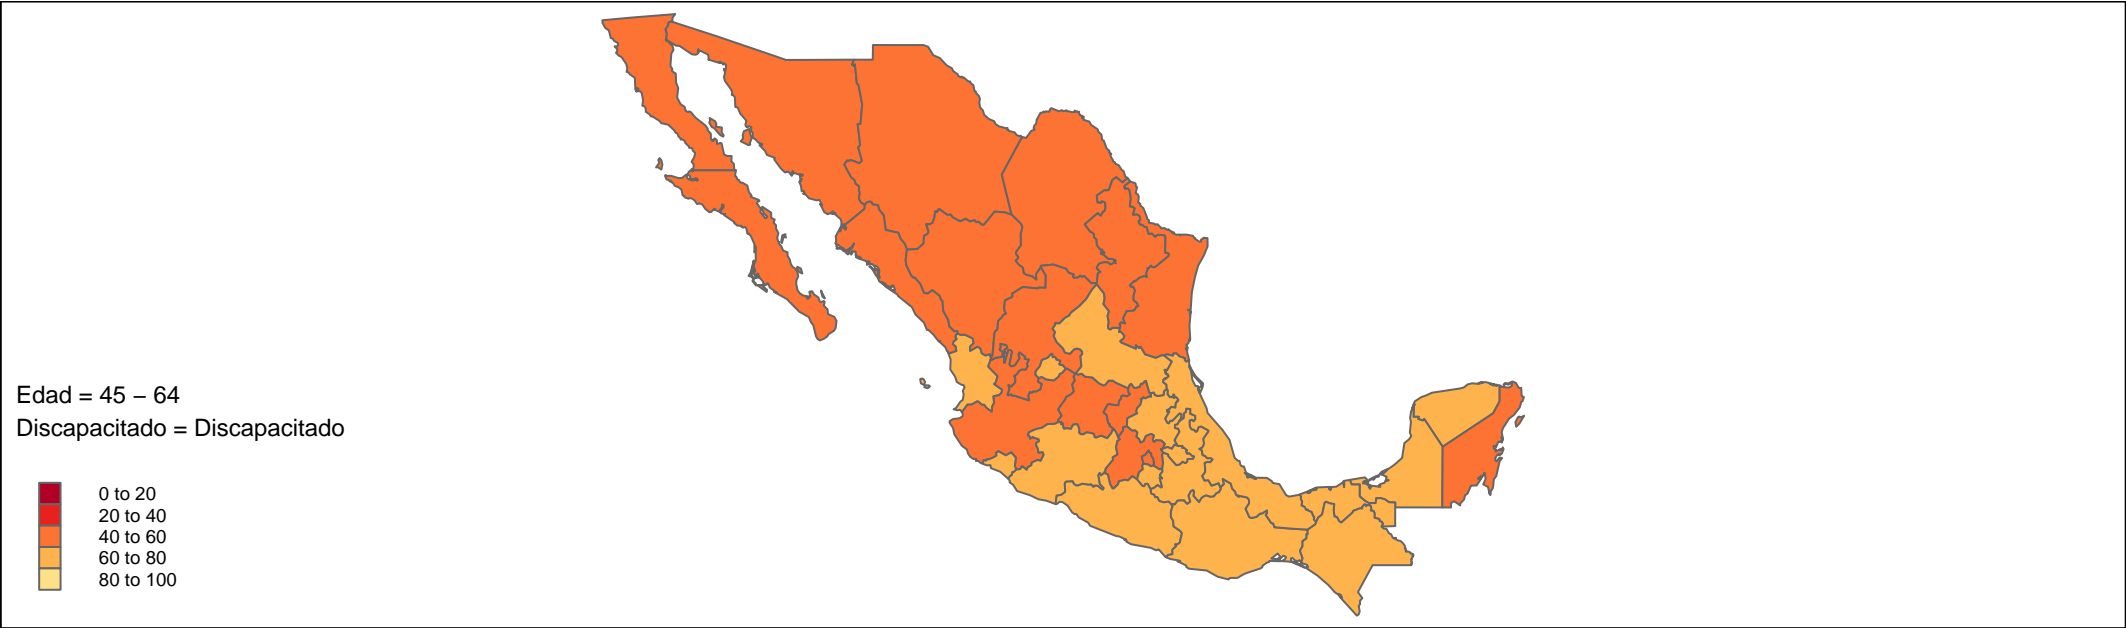 Edad = 45 – 64
Discapacitado = Discapacitado
0 to 20
20 to 40
40 to 60
60 to 80
80 to 100